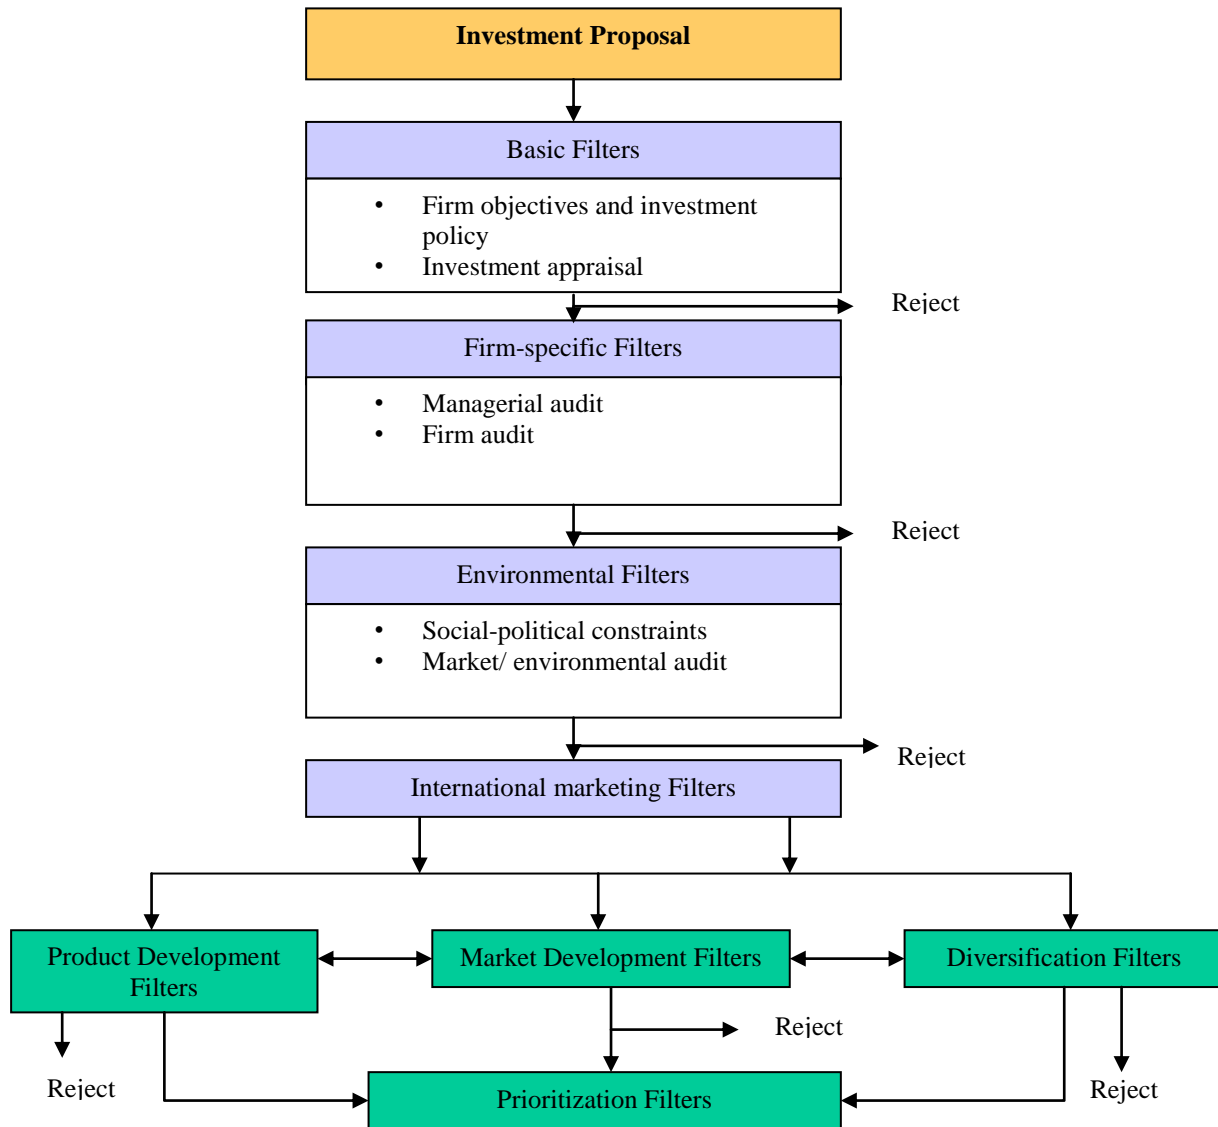 Investment Proposal
Basic Filters
• Firm objectives and investment
policy
• Investment appraisal
Reject
Firm-specific Filters
• Managerial audit
• Firm audit
Reject
Environmental Filters
• Social-political constraints
• Market/ environmental audit
Reject
International marketing Filters
Product Development
Filters
Market Development Filters
Diversification Filters
Reject
Reject
Reject
Prioritization Filters